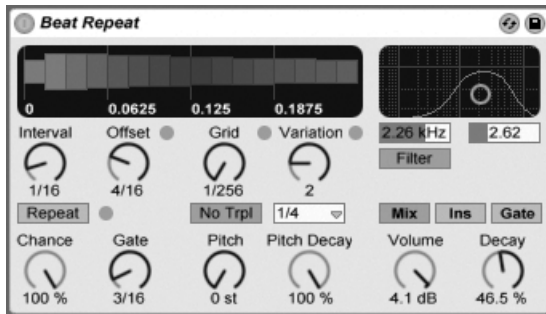 Beat Repeat
0 0.0625 0.125 0.1875
2.26 kHz 2.62
Filter
Interval Offset Grid Variation
1/16 4/16 1/256 2
Repeat No Trpl 1/4
Mix Ins Gate
Chance Gate Pitch Pitch Decay Volume Decay
100 % 3/16 0 st 100 % 4.1 dB 46.5 %